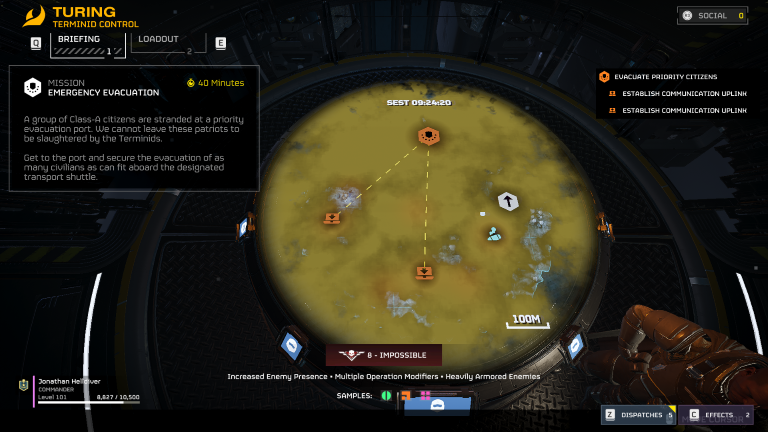 TURING
TERMINID CONTROL
SOCIAL 0
Q
BRIEFING
1
LOADOUT
2
E
MISSION
EMERGENCY EVACUATION
40 Minutes
A group of Class-A citizens are stranded at a priority
evacuation port. We cannot leave these patriots to
be slaughtered by the Terminids.
Get to the port and secure the evacuation of as
many civilians as can fit aboard the designated
transport shuttle.
EVACUATE PRIORITY CITIZENS
ESTABLISH COMMUNICATION UPLINK
ESTABLISH COMMUNICATION UPLINK
SEST 09:24:20
100M
8 - IMPOSSIBLE
Increased Enemy Presence • Multiple Operation Modifiers • Heavily Armored Enemies
SAMPLES:
Jonathan Helldiver
COMMANDER
Level 101 8,827 / 10,500
Z DISPATCHES 5
C EFFECTS 2